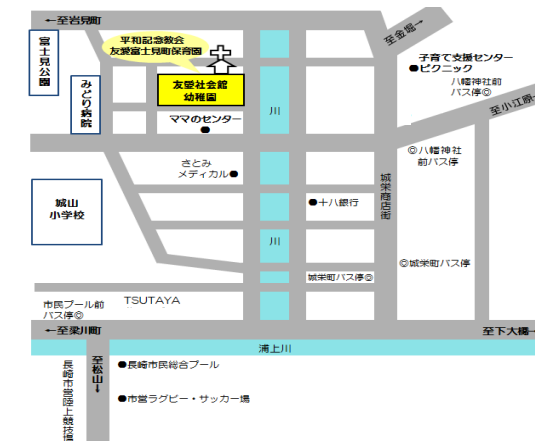 ←至岩見町
至金堀→
富士見公園
平和記念教会
友愛富士見町保育園
子育て支援センター
●ピクニック
八幡神社前
バス停◎
みどり病院
友愛社会館
幼稚園
至小江原→
川
ママのセンター
●
◎八幡神社
前バス停
さとみ
メディカル●
城栄商店街
城山
小学校
●十八銀行
川
◎城栄町バス停
城栄町バス停◎
市民プール前
バス停◎
TSUTAYA
←至梁川町
至下大橋→
浦上川
長崎市営陸上競技場
至松山→
●長崎市民総合プール
●市営ラグビー・サッカー場